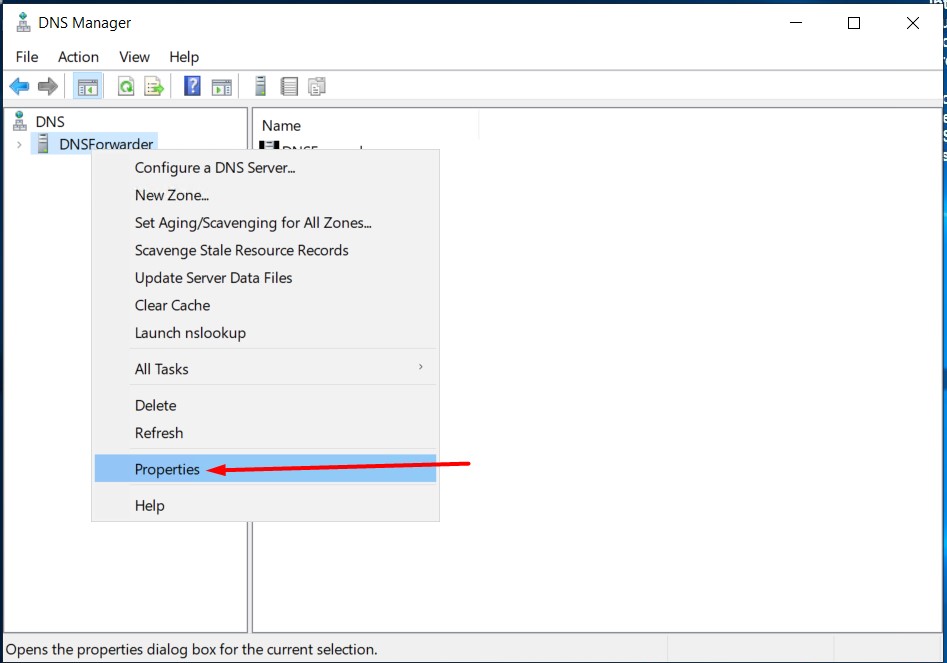 DNS Manager
File Action View Help
DNS
DNSForwarder
Name
Configure a DNS Server...
New Zone...
Set Aging/Scavenging for All Zones...
Scavenge Stale Resource Records
Update Server Data Files
Clear Cache
Launch nslookup
All Tasks
Delete
Refresh
Properties
Help
Opens the properties dialog box for the current selection.